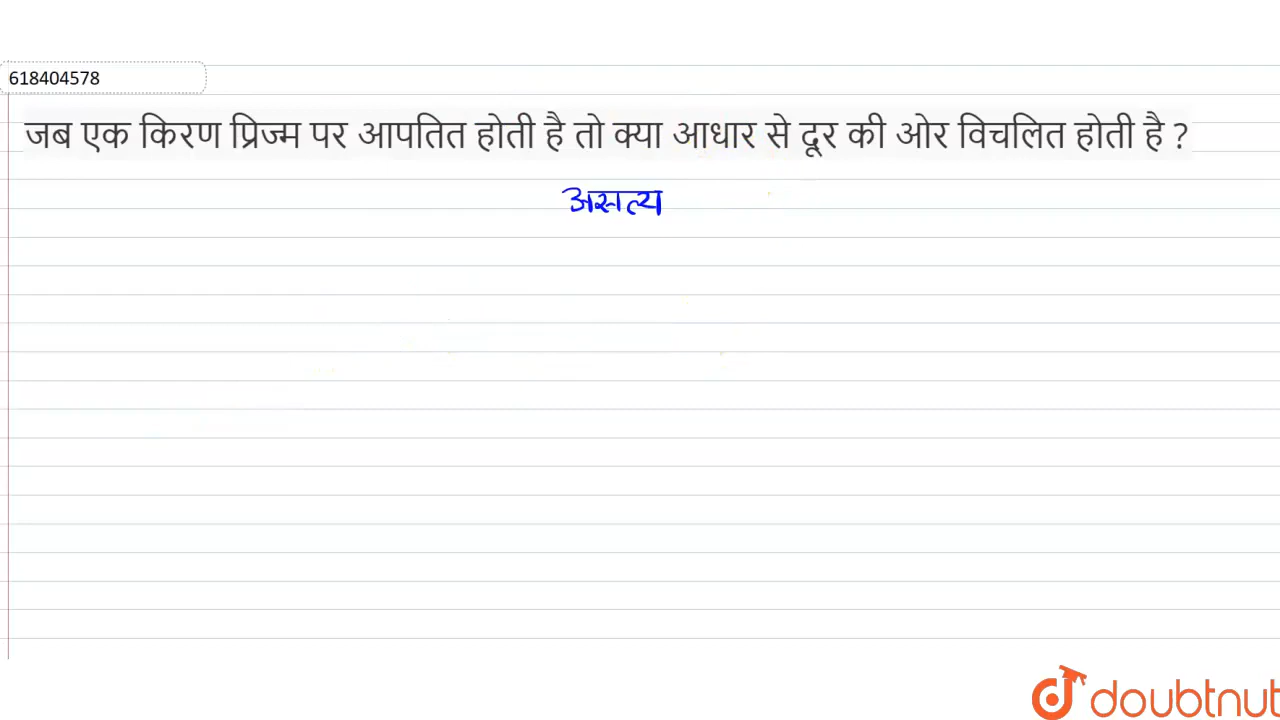 618404578
जब एक किरण प्रिज्म पर आपतित होती है तो क्या आधार से दूर की ओर विचलित होती है ?
असत्य
doubtnut